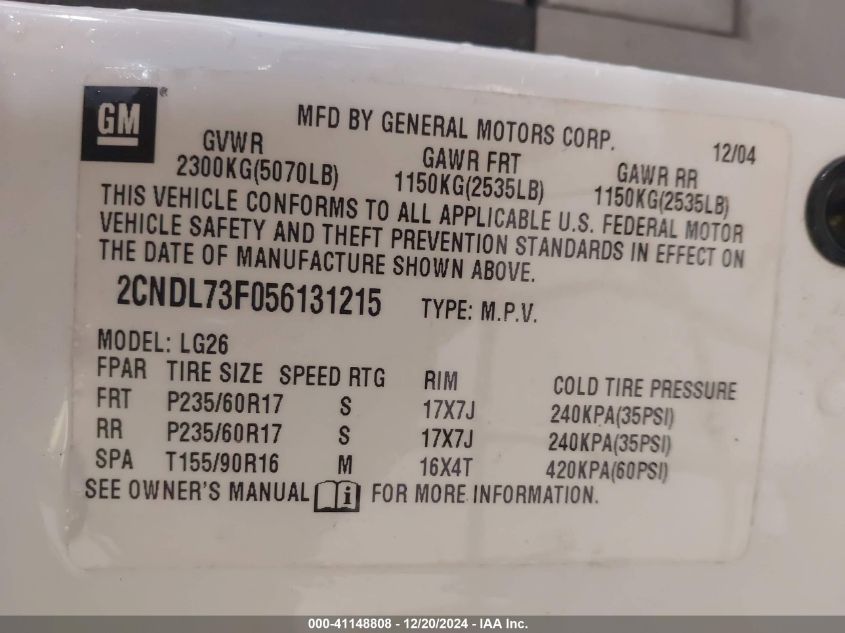 GM®
MFD BY GENERAL MOTORS CORP. 12/04
GVWR GAWR FRT GAWR RR
2300KG(5070LB) 1150KG(2535LB) 1150KG(2535LB)
THIS VEHICLE CONFORMS TO ALL APPLICABLE U.S. FEDERAL MOTOR
VEHICLE SAFETY AND THEFT PREVENTION STANDARDS IN EFFECT ON
THE DATE OF MANUFACTURE SHOWN ABOVE.
2CNDL73F056131215 TYPE: M.P.V.
MODEL: LG26
FPAR TIRE SIZE SPEED RTG RIM COLD TIRE PRESSURE
FRT P235/60R17 S 17X7J 240KPA(35PSI)
RR P235/60R17 S 17X7J 240KPA(35PSI)
SPA T155/90R16 M 16X4T 420KPA(60PSI)
SEE OWNER'S MANUAL i FOR MORE INFORMATION.
000-41148808 - 12/20/2024 - IAA Inc.